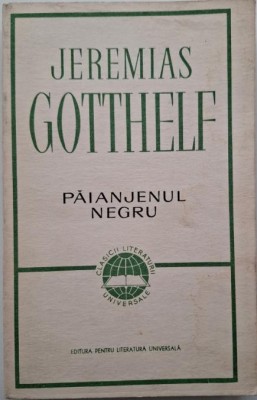 JEREMIAS
GOTTHELF
PĂIANJENUL
NEGRU
CLASICII LITERATURII
UNIVERSALE
EDITURA PENTRU LITERATURA UNIVERSALĂ